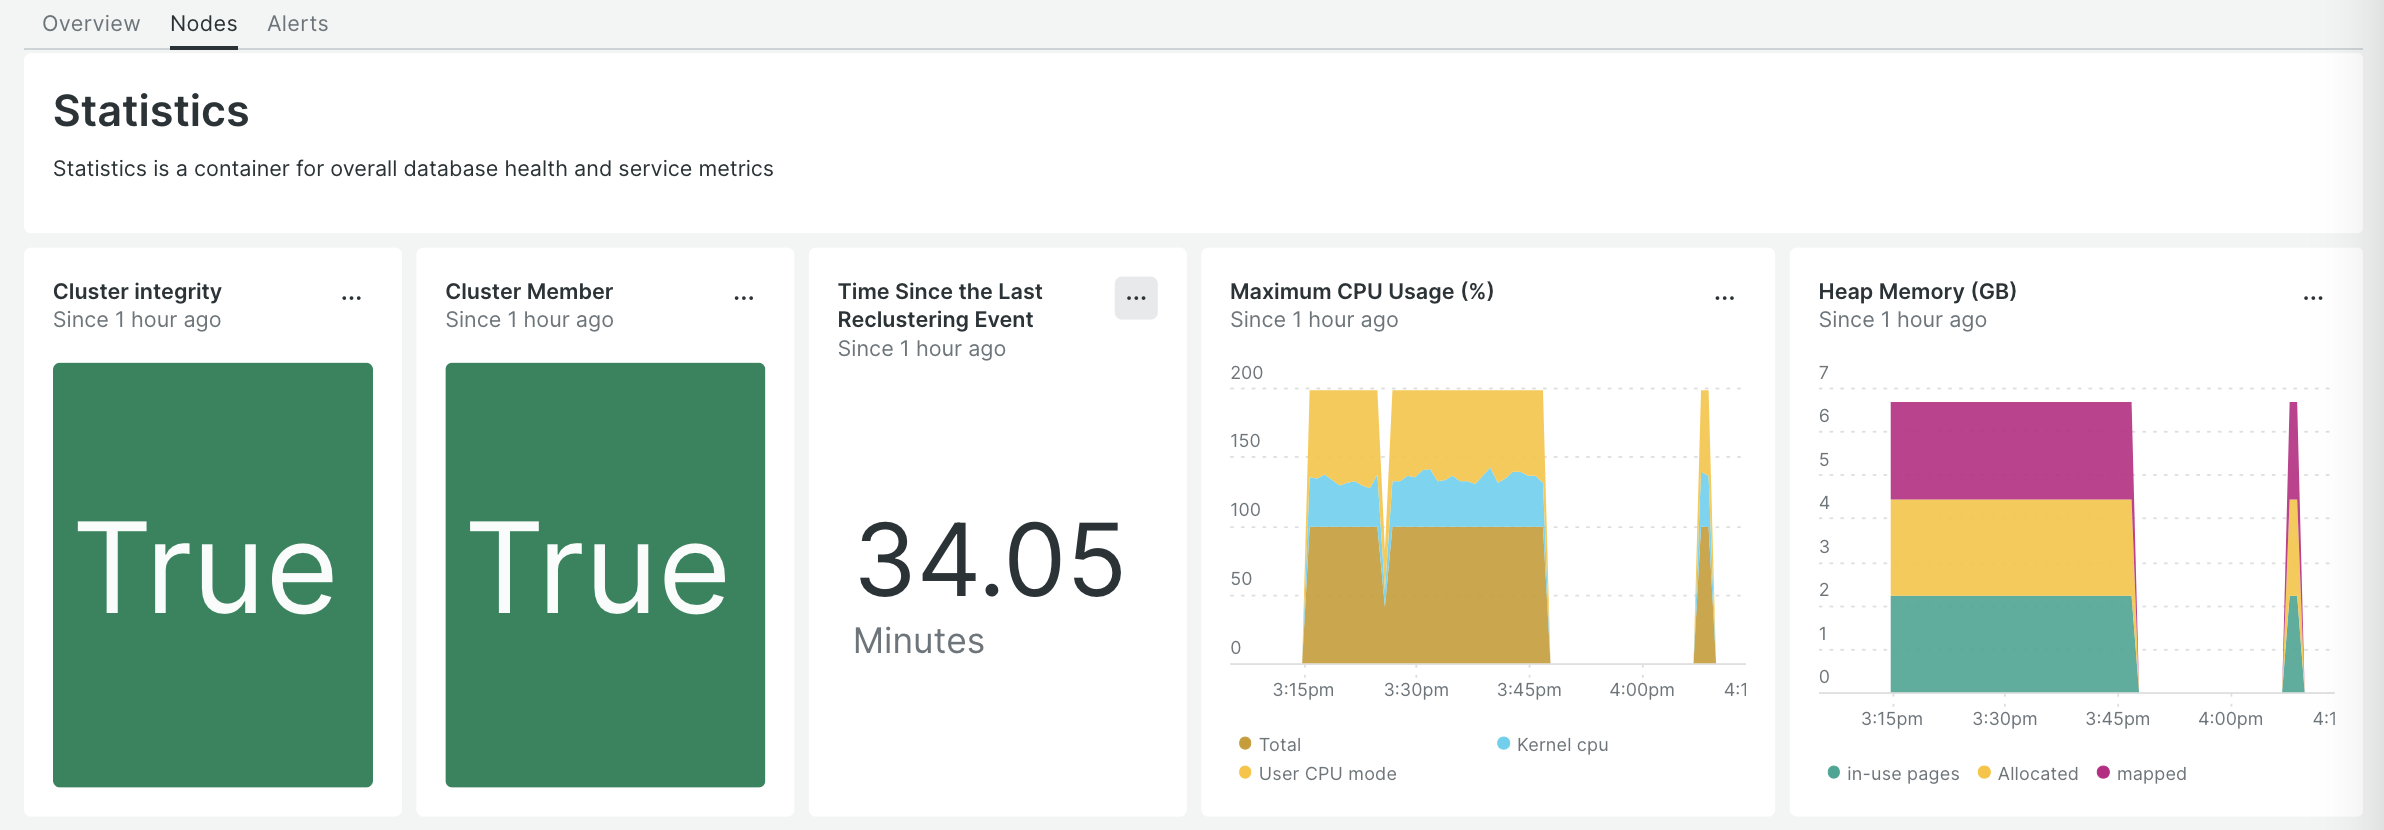 Overview Nodes Alerts
Statistics
Statistics is a container for overall database health and service metrics
Cluster integrity
Since 1 hour ago
...
True
Cluster Member
Since 1 hour ago
...
True
Time Since the Last
Reclustering Event
Since 1 hour ago
...
34.05
Minutes
Maximum CPU Usage (%)
Since 1 hour ago
...
200
150
100
50
0
3:15pm 3:30pm 3:45pm 4:00pm 4:1
Total Kernel cpu
User CPU mode
Heap Memory (GB)
Since 1 hour ago
...
7
6
5
4
3
2
1
0
3:15pm 3:30pm 3:45pm 4:00pm 4:1
in-use pages Allocated mapped